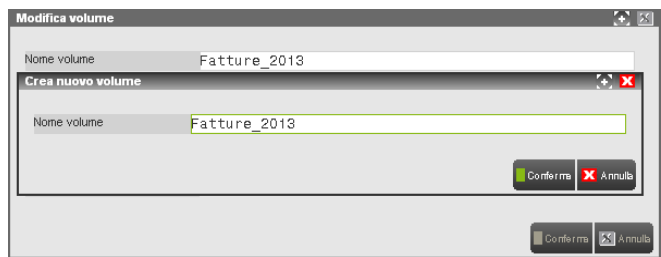 Modifica volume
Nome volume Fatture_2013
Crea nuovo volume
Nome volume Fatture_2013
Conferma Annulla
Conferma Annulla